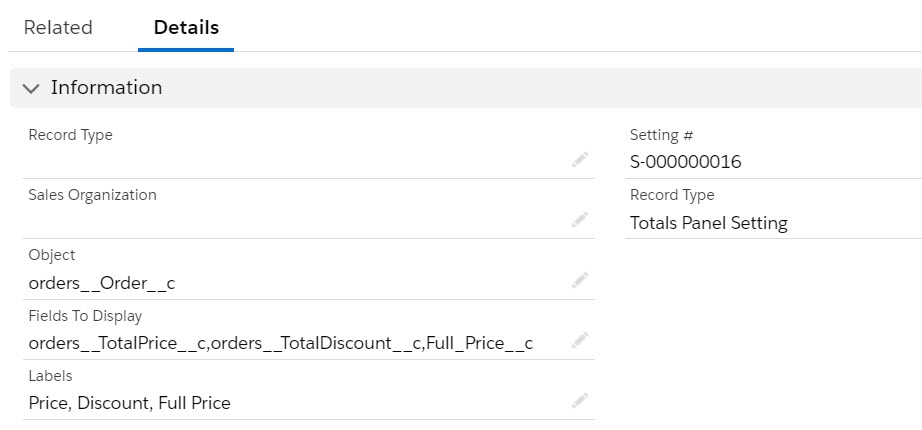 Related
Details
Information
Record Type
Setting #
S-000000016
Sales Organization
Record Type
Totals Panel Setting
Object
orders__Order__c
Fields To Display
orders__TotalPrice__c,orders__TotalDiscount__c,Full_Price__c
Labels
Price, Discount, Full Price